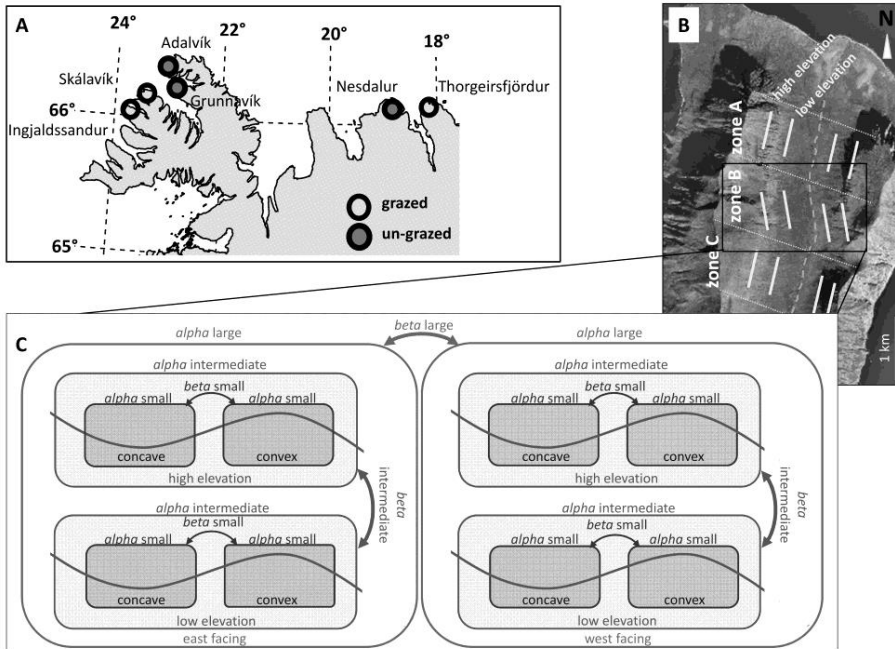 A
24°
22°
20°
18°
Adalvík
Skálavík
Grunnavík
Nesdalur
Thorgeirsfjördur
66°
Ingjaldssandur
grazed
un-grazed
65°
B
N
high elevation
low elevation
zone A
zone B
zone C
1 km
C
alpha large
beta large
alpha large
alpha intermediate
beta small
alpha small
alpha small
concave
convex
high elevation
beta
intermediate
alpha intermediate
beta small
alpha small
alpha small
concave
convex
low elevation
east facing
alpha intermediate
beta small
alpha small
alpha small
concave
convex
high elevation
beta
intermediate
alpha intermediate
beta small
alpha small
alpha small
concave
convex
low elevation
west facing